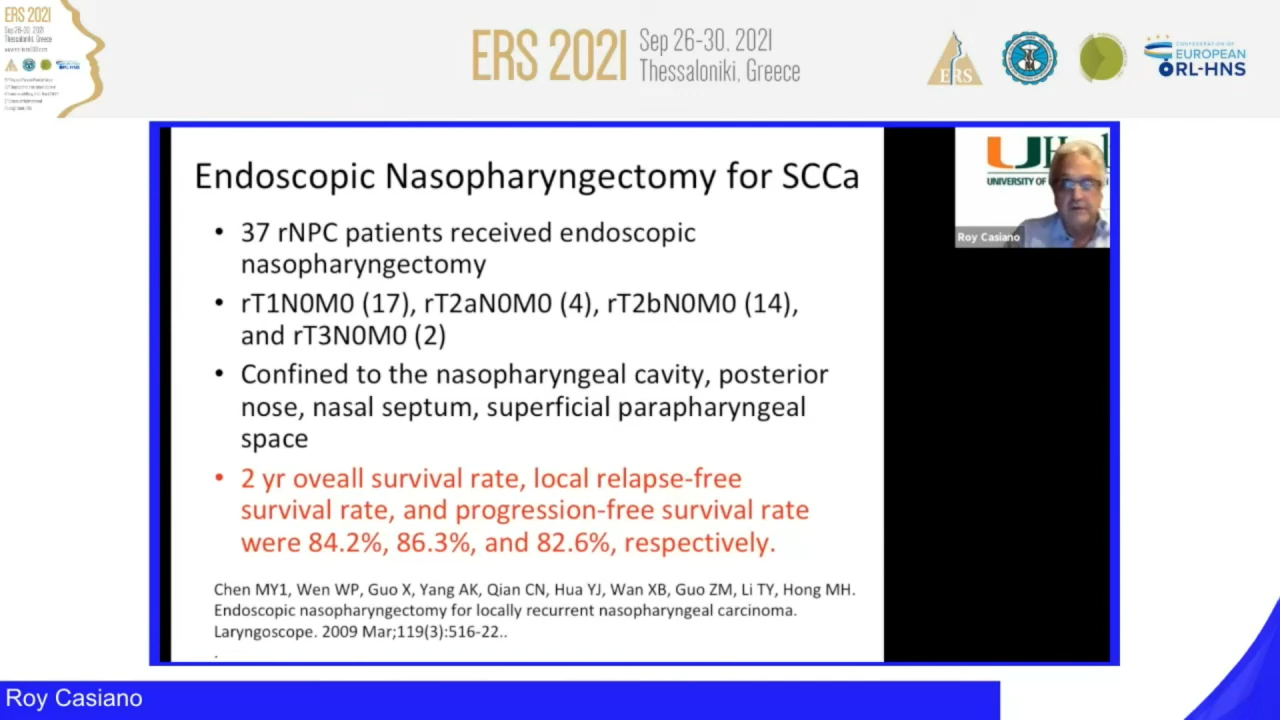 ERS 2021
Sep 26-30, 2021
Thessaloniki, Greece
ERS 2021
Sep 26-30, 2021
Thessaloniki, Greece
ERS
CONFEDERATION OF
EUROPEAN
ORL-HNS
Endoscopic Nasopharyngectomy for SCCa
• 37 rNPC patients received endoscopic
nasopharyngectomy
• rT1N0M0 (17), rT2aN0M0 (4), rT2bN0M0 (14),
and rT3N0M0 (2)
• Confined to the nasopharyngeal cavity, posterior
nose, nasal septum, superficial parapharyngeal
space
• 2 yr oveall survival rate, local relapse-free
survival rate, and progression-free survival rate
were 84.2%, 86.3%, and 82.6%, respectively.
Chen MY1, Wen WP, Guo X, Yang AK, Qian CN, Hua YJ, Wan XB, Guo ZM, Li TY, Hong MH.
Endoscopic nasopharyngectomy for locally recurrent nasopharyngeal carcinoma.
Laryngoscope. 2009 Mar;119(3):516-22..
.
UNIVERSITY OF
Roy Casiano
Roy Casiano